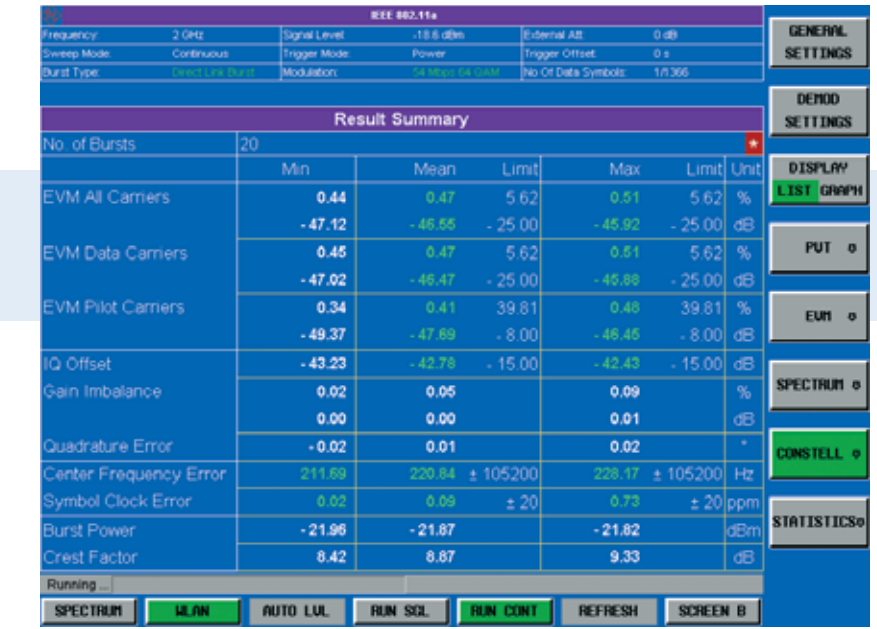 IEEE 802.11a
Frequency: 2 GHz Signal Level: -18.6 dBm External Att: 0 dB
Sweep Mode: Continuous Trigger Mode: Power Trigger Offset: 0 s
Burst Type: Direct Link Burst Modulation: 54 Mbps 64 QAM No Of Data Symbols: 1/1366
Result Summary
No. of Bursts 20 *
Min Mean Limit Max Limit Unit
EVM All Carriers 0.44 0.47 5.62 0.51 5.62 %
- 47.12 - 46.55 - 25.00 - 45.92 - 25.00 dB
EVM Data Carriers 0.45 0.47 5.62 0.51 5.62 %
- 47.02 - 46.47 - 25.00 - 45.88 - 25.00 dB
EVM Pilot Carriers 0.34 0.41 39.81 0.48 39.81 %
- 49.37 - 47.69 - 8.00 - 46.45 - 8.00 dB
IQ Offset - 43.23 - 42.78 - 15.00 - 42.43 - 15.00 dB
Gain Imbalance 0.02 0.05 0.09 %
0.00 0.00 0.01 dB
Quadrature Error - 0.02 0.01 0.02 °
Center Frequency Error 211.69 220.84 ± 105200 228.17 ± 105200 Hz
Symbol Clock Error 0.02 0.09 ± 20 0.73 ± 20 ppm
Burst Power - 21.96 - 21.87 - 21.82 dBm
Crest Factor 8.42 8.87 9.33 dB
Running ...
SPECTRUM WLAN AUTO LVL RUN SGL RUN CONT REFRESH SCREEN B
GENERAL
SETTINGS
DEMOD
SETTINGS
DISPLAY
LIST GRAPH
PVT
EVM
SPECTRUM
CONSTELL
STATISTICS